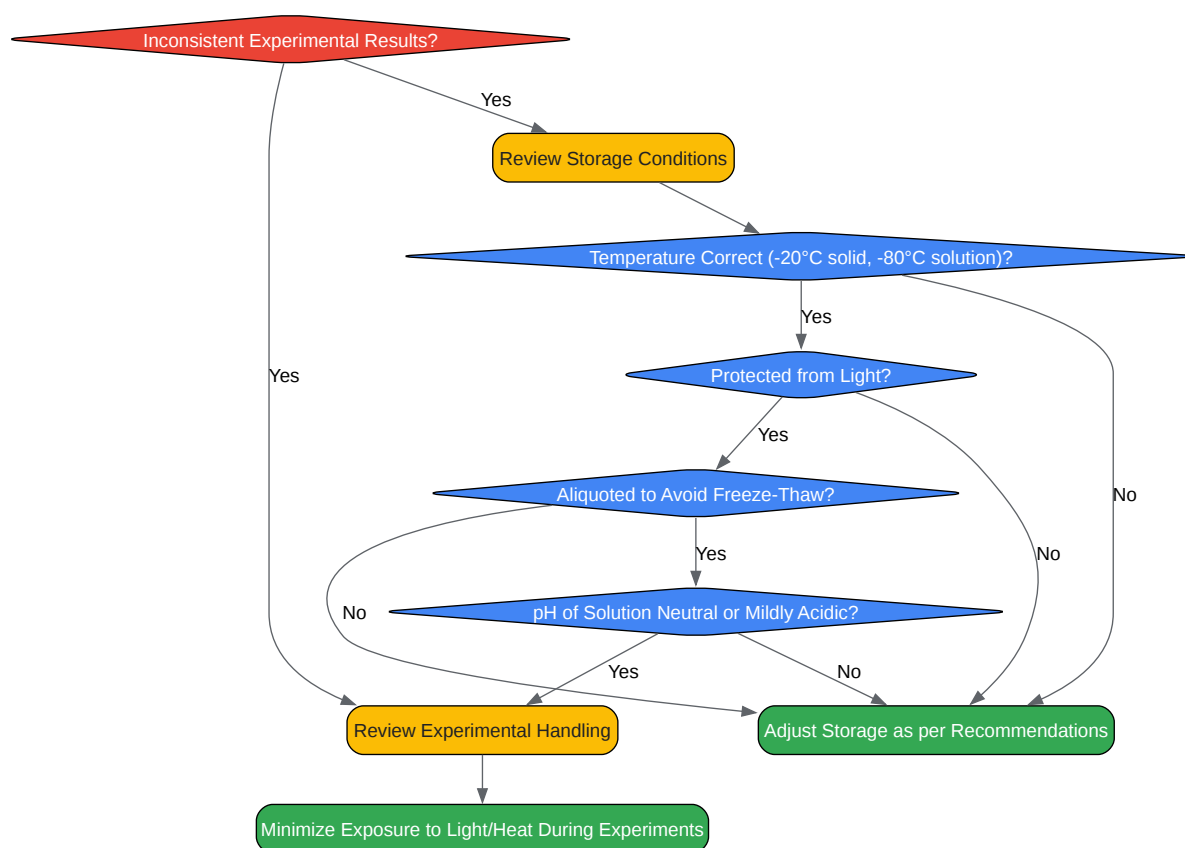 Inconsistent Experimental Results?
Yes
Review Storage Conditions
Temperature Correct (-20°C solid, -80°C solution)?
Yes
Protected from Light?
Yes
Yes
Aliquoted to Avoid Freeze-Thaw?
No
Yes
No
pH of Solution Neutral or Mildly Acidic?
No
Yes
No
Review Experimental Handling
Adjust Storage as per Recommendations
Minimize Exposure to Light/Heat During Experiments